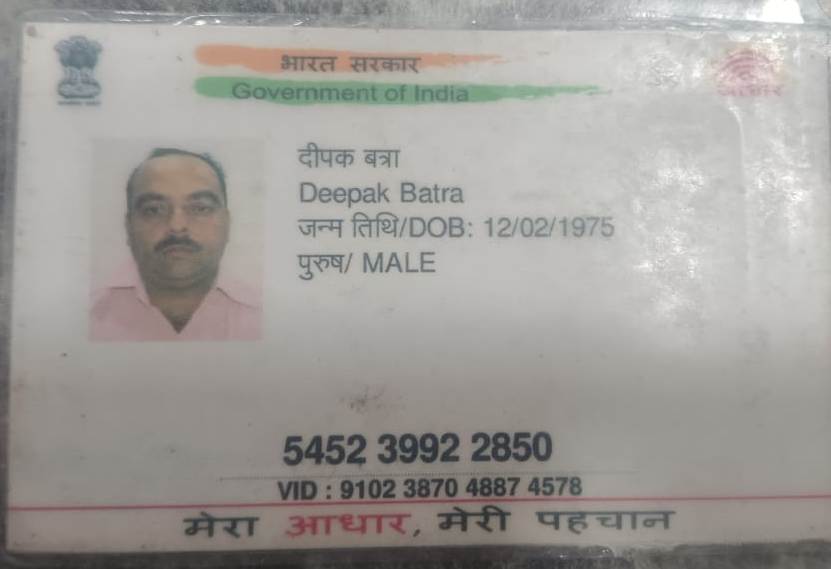 भारत सरकार
Government of India
आधार
दीपक बत्रा
Deepak Batra
जन्म तिथि/DOB: 12/02/1975
पुरुष/ MALE
5452 3992 2850
VID : 9102 3870 4887 4578
मेरा आधार, मेरी पहचान